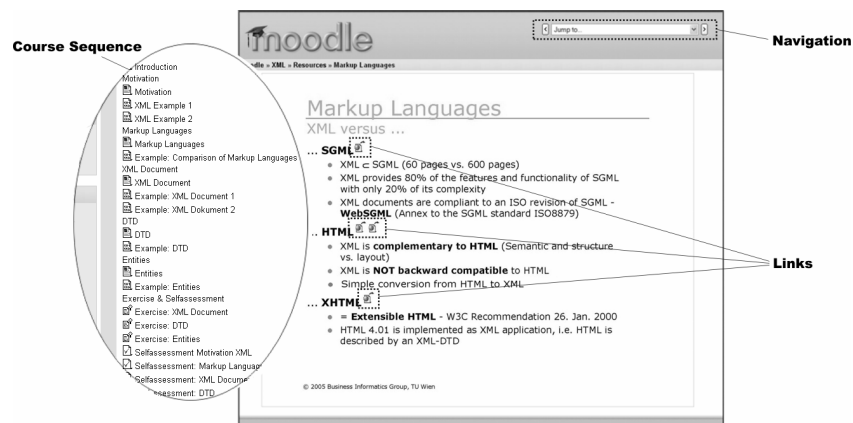 Course Sequence
Introduction
Motivation
Motivation
XML Example 1
XML Example 2
Markup Languages
Markup Languages
Example: Comparison of Markup Languages
XML Document
XML Document
Example: XML Document 1
Example: XML Dokument 2
DTD
DTD
Example: DTD
Entities
Entities
Example: Entities
Exercise & Selfassessment
Exercise: XML Document
Exercise: DTD
Exercise: Entities
Selfassessment Motivation XML
Selfassessment: Markup Languag
Selfassessment: XML Docume
essment: DTD
moodle
Jump to..
Navigation
dle » XML » Resources » Markup Languages
Markup Languages
XML versus ...
... SGML
XML ⊂ SGML (60 pages vs. 600 pages)
XML provides 80% of the features and functionality of SGML
with only 20% of its complexity
XML documents are compliant to an ISO revision of SGML -
WebSGML (Annex to the SGML standard ISO8879)
... HTML
XML is complementary to HTML (Semantic and structure
vs. layout)
XML is NOT backward compatible to HTML
Simple conversion from HTML to XML
... XHTML
= Extensible HTML - W3C Recommendation 26. Jan. 2000
HTML 4.01 is implemented as XML application, i.e. HTML is
described by an XML-DTD
Links
© 2005 Business Informatics Group, TU Wien